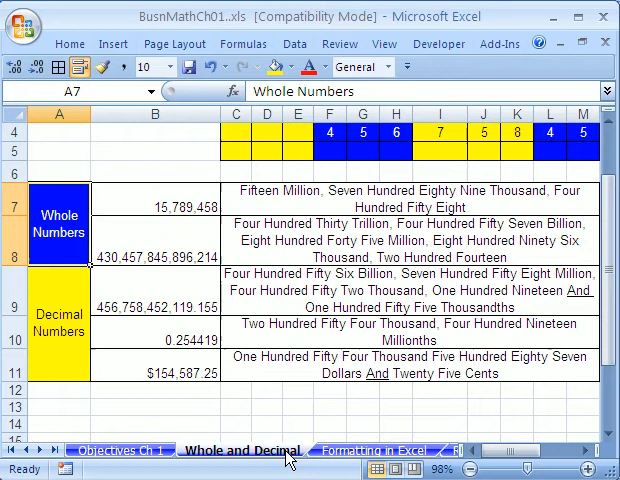 BusnMathCh01..xls [Compatibility Mode] - Microsoft Excel
Home Insert Page Layout Formulas Data Review View Developer Add-Ins
10 General
A7 fx Whole Numbers
A B C D E F G H I J K L M
4 4 5 6 7 5 8 4 5
5
6
7 Whole Numbers 15,789,458 Fifteen Million, Seven Hundred Eighty Nine Thousand, Four
Hundred Fifty Eight
8 430,457,845,896,214 Four Hundred Thirty Trillion, Four Hundred Fifty Seven Billion,
Eight Hundred Forty Five Million, Eight Hundred Ninety Six
Thousand, Two Hundred Fourteen
9 Decimal Numbers 456,758,452,119.155 Four Hundred Fifty Six Billion, Seven Hundred Fifty Eight Million,
Four Hundred Fifty Two Thousand, One Hundred Nineteen And
One Hundred Fifty Five Thousandths
10 0.254419 Two Hundred Fifty Four Thousand, Four Hundred Nineteen
Millionths
11 $154,587.25 One Hundred Fifty Four Thousand Five Hundred Eighty Seven
Dollars And Twenty Five Cents
12
13
14
15
Objectives Ch 1 Whole and Decimal Formatting in Excel
Ready 98%